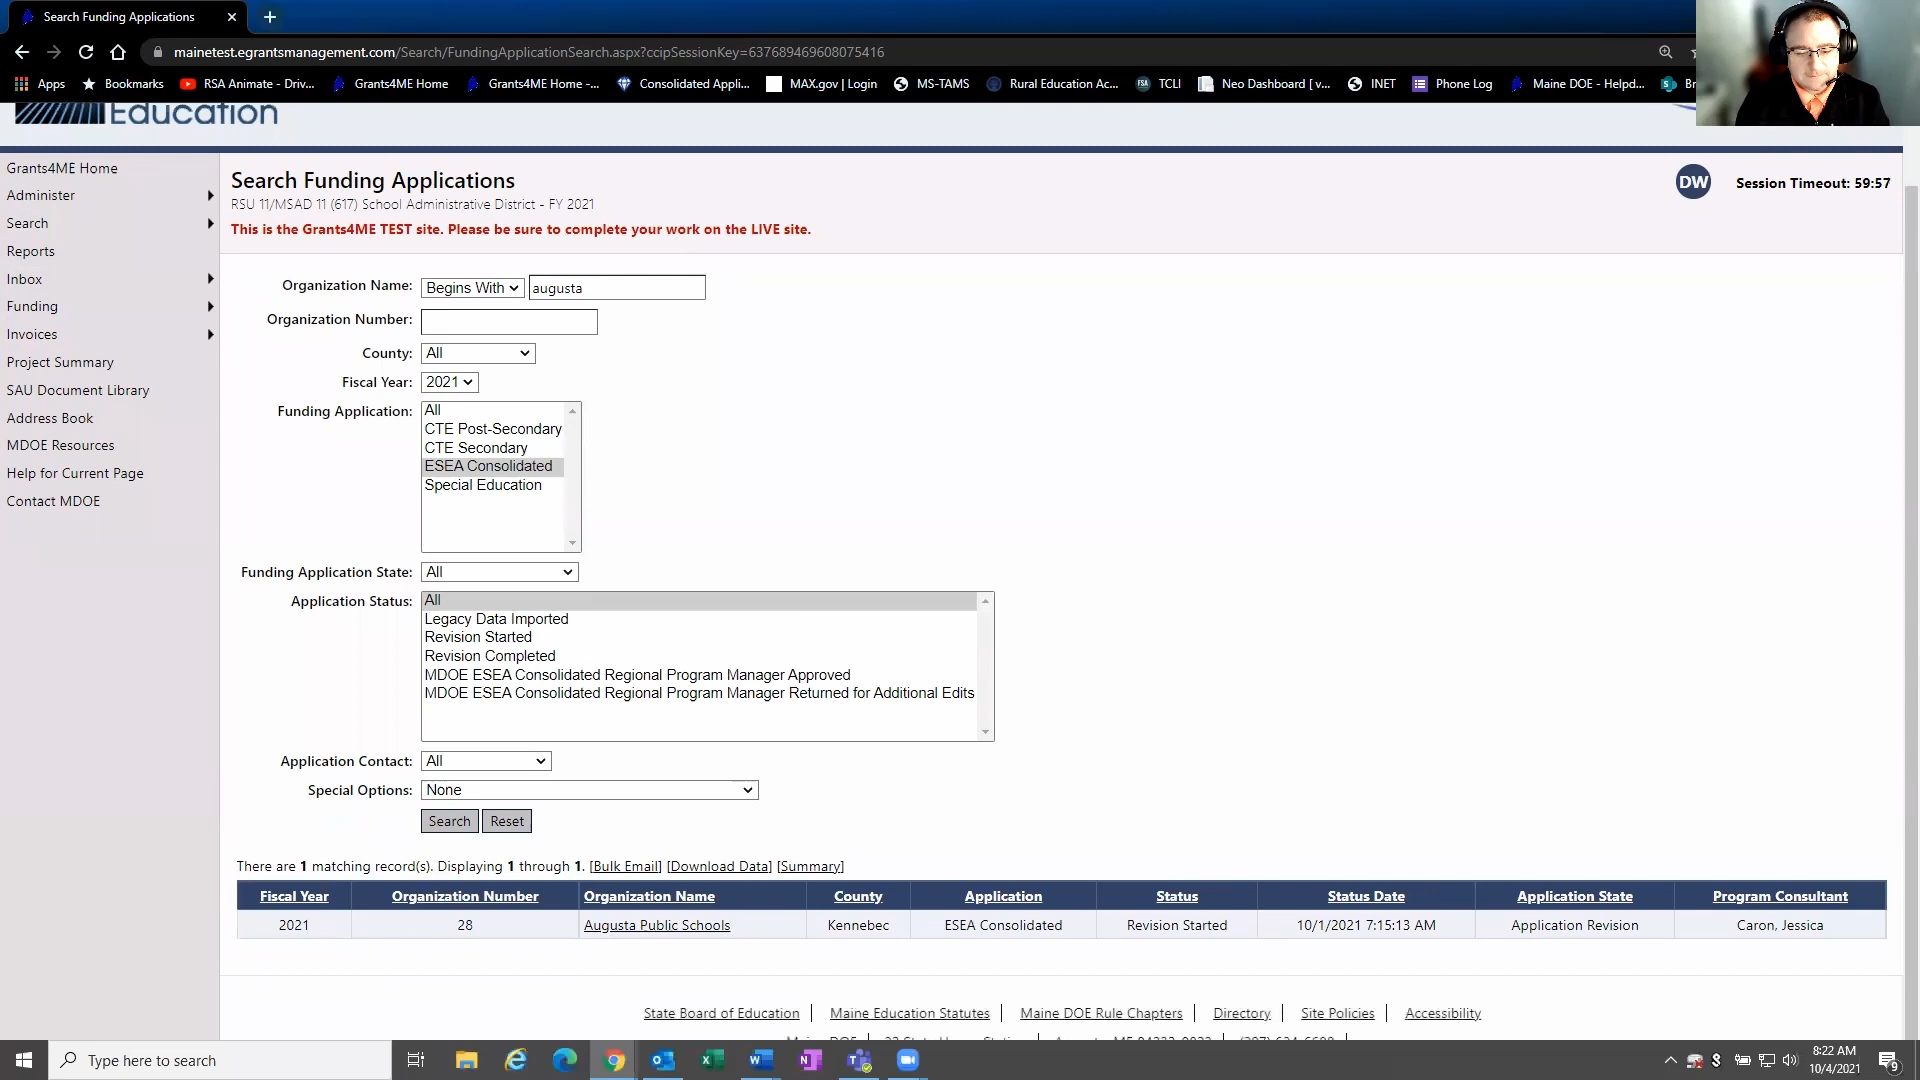 Search Funding Applications
mainetest.egrantsmanagement.com/Search/FundingApplicationSearch.aspx?ccipSessionKey=637689469608075416
Apps Bookmarks RSA Animate - Driv... Grants4ME Home Grants4ME Home -... Consolidated Appli... MAX.gov | Login MS-TAMS Rural Education Ac... TCLI Neo Dashboard [ v... INET Phone Log Maine DOE - Helpd...
Education
Grants4ME Home
Administer
Search
Reports
Inbox
Funding
Invoices
Project Summary
SAU Document Library
Address Book
MDOE Resources
Help for Current Page
Contact MDOE
Search Funding Applications
DW Session Timeout: 59:57
RSU 11/MSAD 11 (617) School Administrative District - FY 2021
This is the Grants4ME TEST site. Please be sure to complete your work on the LIVE site.
Organization Name: Begins With augusta
Organization Number:
County: All
Fiscal Year: 2021
Funding Application: All
CTE Post-Secondary
CTE Secondary
ESEA Consolidated
Special Education
Funding Application State: All
Application Status: All
Legacy Data Imported
Revision Started
Revision Completed
MDOE ESEA Consolidated Regional Program Manager Approved
MDOE ESEA Consolidated Regional Program Manager Returned for Additional Edits
Application Contact: All
Special Options: None
Search Reset
There are 1 matching record(s). Displaying 1 through 1. [Bulk Email] [Download Data] [Summary]
Fiscal Year Organization Number Organization Name County Application Status Status Date Application State Program Consultant
2021 28 Augusta Public Schools Kennebec ESEA Consolidated Revision Started 10/1/2021 7:15:13 AM Application Revision Caron, Jessica
State Board of Education Maine Education Statutes Maine DOE Rule Chapters Directory Site Policies Accessibility
Type here to search
8:22 AM
10/4/2021
9